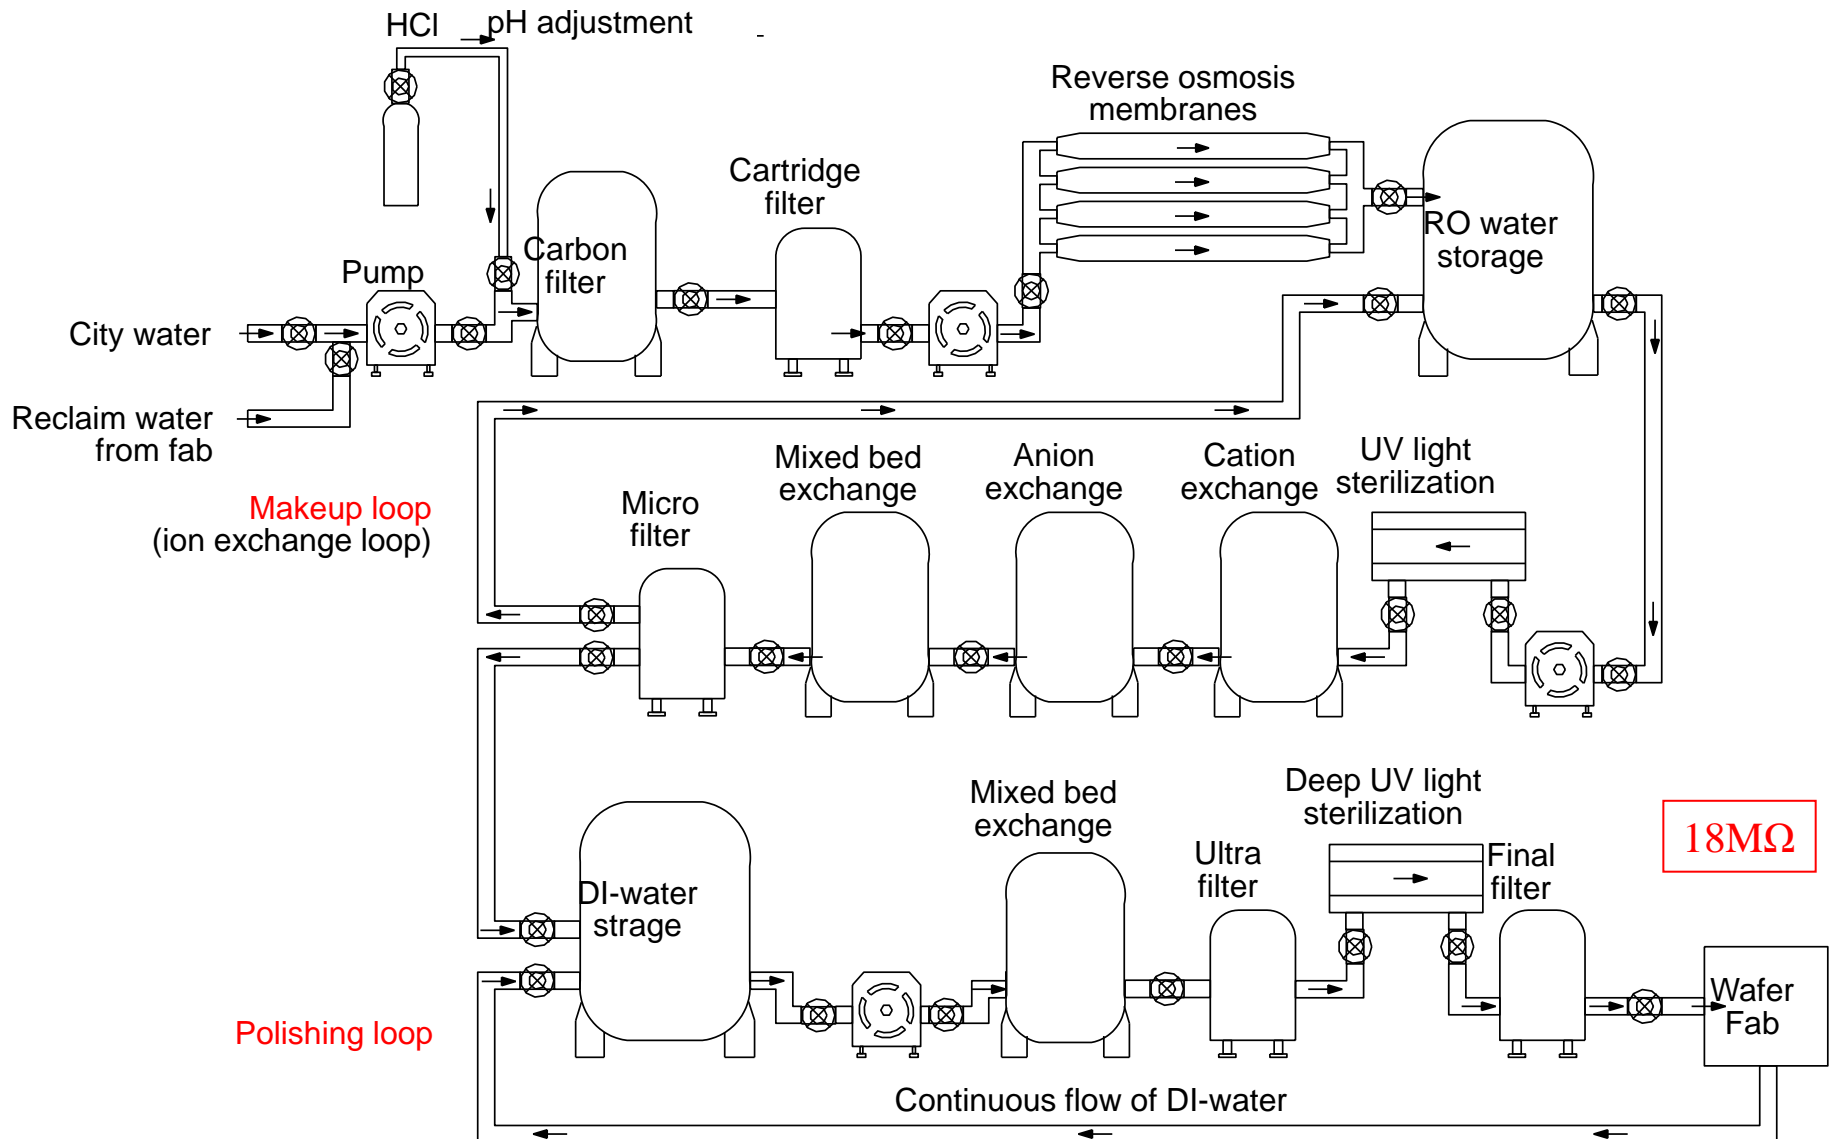 HCl
pH adjustment
Reverse osmosis
membranes
Cartridge
filter
RO water
storage
Carbon
filter
Pump
City water
Reclaim water
from fab
Makeup loop
(ion exchange loop)
Micro
filter
Mixed bed
exchange
Anion
exchange
Cation
exchange
UV light
sterilization
Mixed bed
exchange
Deep UV light
sterilization
Ultra
filter
Final
filter
18MΩ
DI-water
strage
Wafer
Fab
Polishing loop
Continuous flow of DI-water